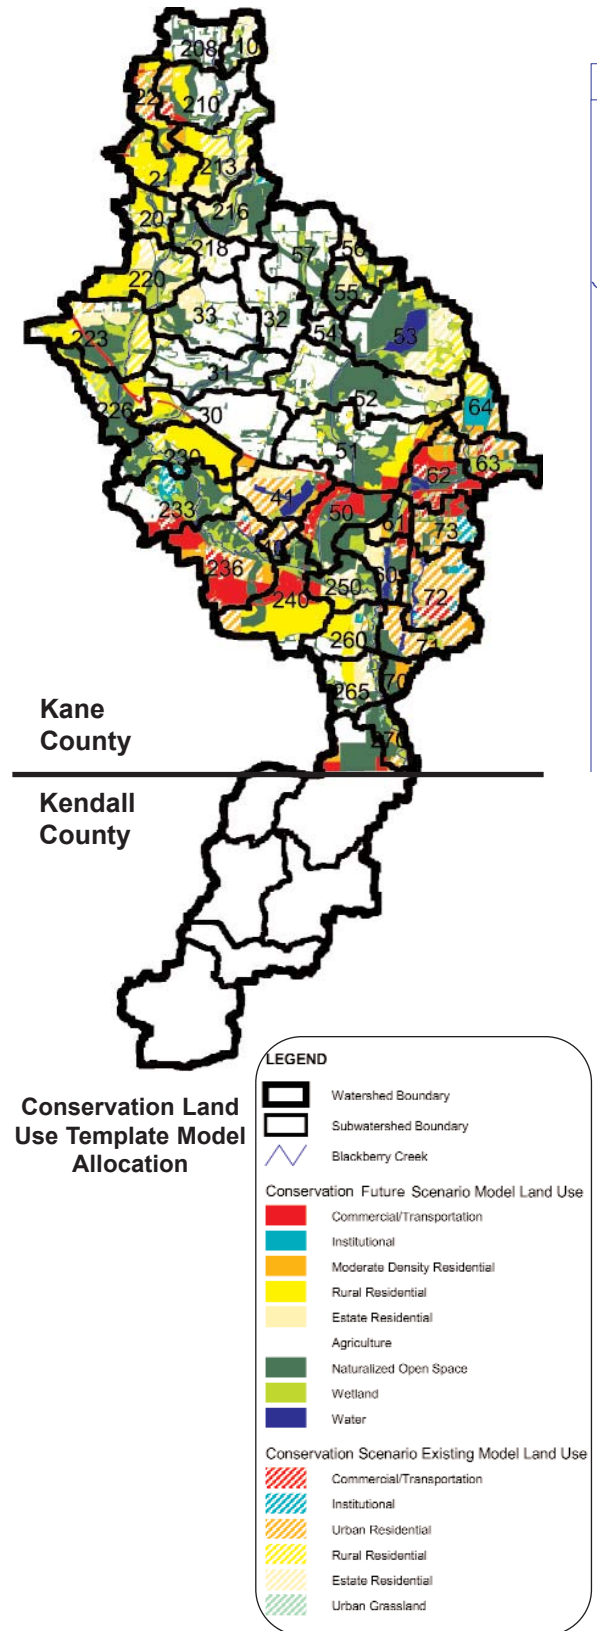 208
10
22
210
21
213
20
216
218
57
56
220
55
33
32
54
53
223
31
52
64
226
30
51
230
63
62
41
50
233
61
73
236
60
250
72
240
260
71
265
70
270
Kane
County
Kendall
County
Conservation Land
Use Template Model
Allocation
LEGEND
Watershed Boundary
Subwatershed Boundary
Blackberry Creek
Conservation Future Scenario Model Land Use
Commercial/Transportation
Institutional
Moderate Density Residential
Rural Residential
Estate Residential
Agriculture
Naturalized Open Space
Wetland
Water
Conservation Scenario Existing Model Land Use
Commercial/Transportation
Institutional
Urban Residential
Rural Residential
Estate Residential
Urban Grassland